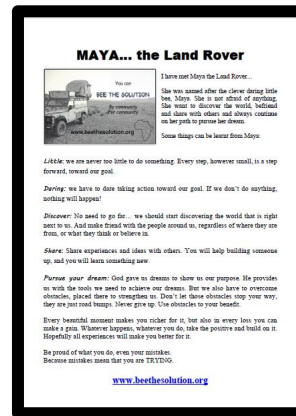 MAYA... the Land Rover
You can
BEE THE SOLUTION
By community
For community
www.beethesolution.org
I have met Maya the Land Rover...
She was named after the clever daring little
bee, Maya. She is not afraid of anything,
She want to discover the world, befriend
and share with others and always continue
on her path to pursue her dream.
Some things can be learnt from Maya:
Little: we are never too little to do something. Every step, however small, is a step
forward, toward our goal.
Daring: we have to dare taking action toward our goal. If we don't do anything,
nothing will happen!
Discover: No need to go far... we should start discovering the world that is right
next to us. And make friend with the people around us, regardless of where they are
from, or what they think or believe in.
Share: Share experiences and ideas with others. You will help building someone
up, and you will learn something new.
Pursue your dream: God gave us dreams to show us our purpose. He provides
us with the tools we need to achieve our dreams. But we also have to overcome
obstacles, placed there to strengthen us. Don't let those obstacles stop your way,
they are just road bumps. Never give up. Use obstacles to your benefit.
Every beautiful moment makes you richer for it, but also in every loss you can
make a gain. Whatever happens, whatever you do, take the positive and build on it.
Hopefully all experiences will make you better for it.
Be proud of what you do, even your mistakes.
Because mistakes mean that you are TRYING.
www.beethesolution.org